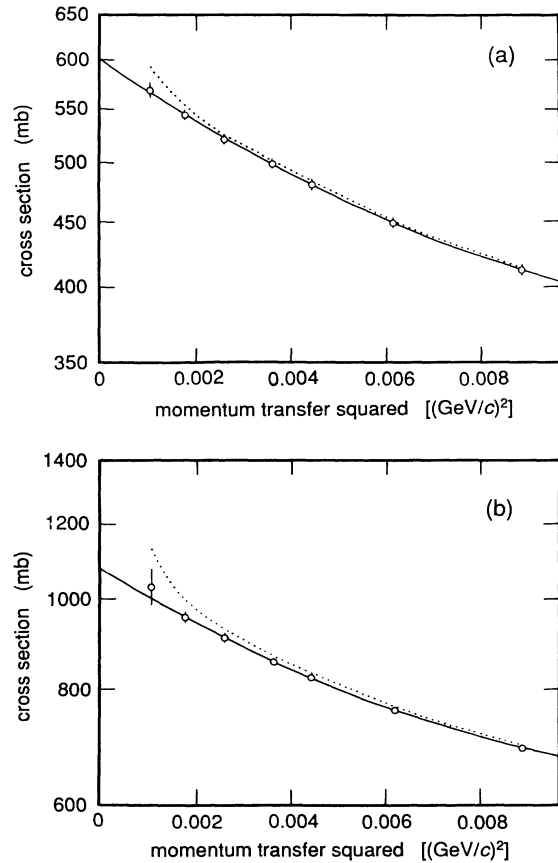 650
600
550
500
450
400
350
cross section (mb)
(a)
0 0.002 0.004 0.006 0.008
momentum transfer squared [(GeV/c)²]
1400
1200
1000
800
600
cross section (mb)
(b)
0 0.002 0.004 0.006 0.008
momentum transfer squared [(GeV/c)²]